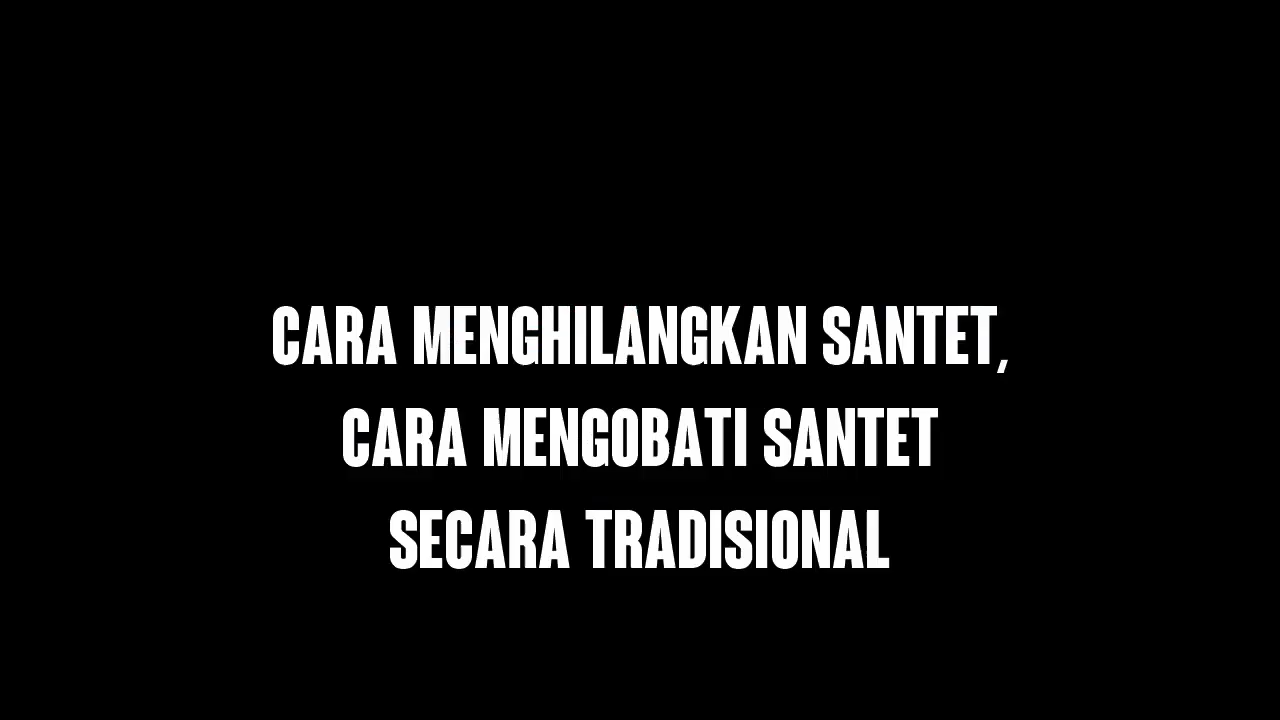 CARA MENGHILANGKAN SANTET,
CARA MENGOBATI SANTET
SECARA TRADISIONAL